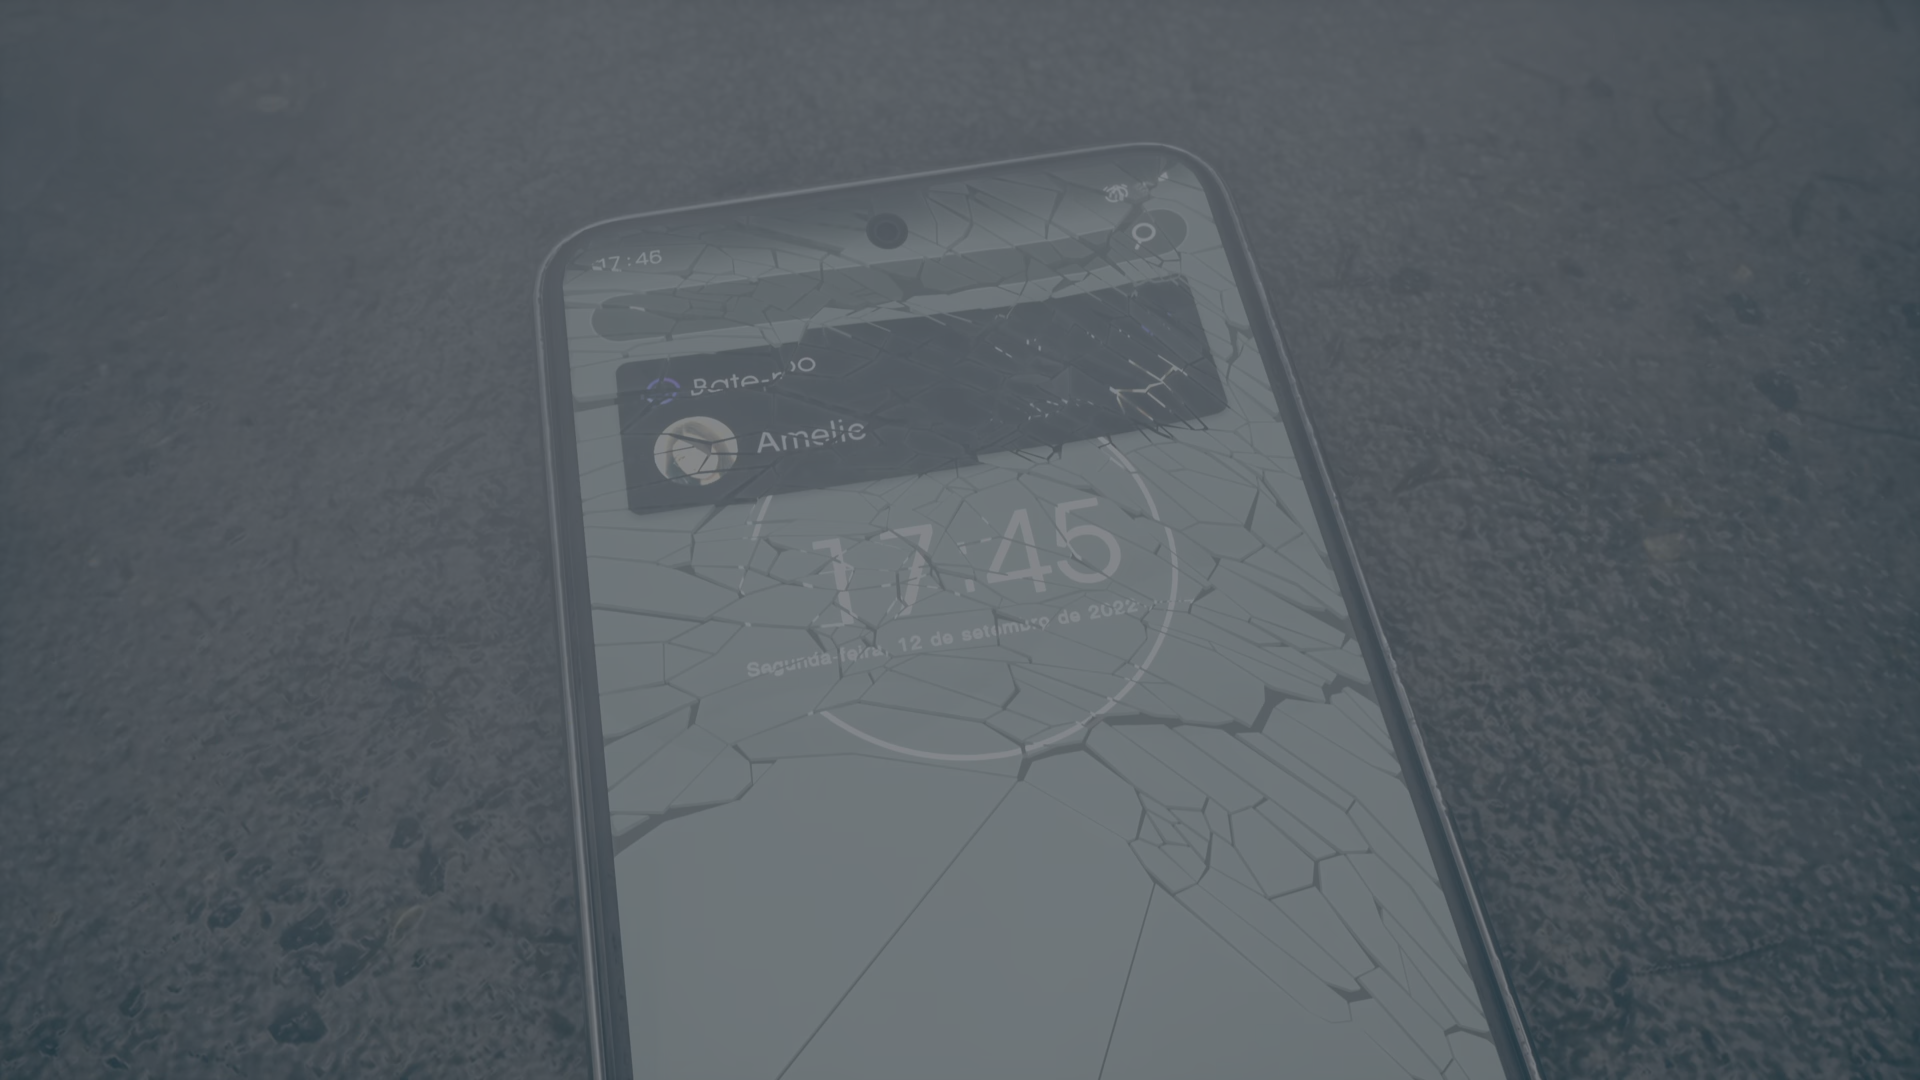 17:46
Bate-papo
Amelie
17:45
Segunda-feira, 12 de setembro de 2022